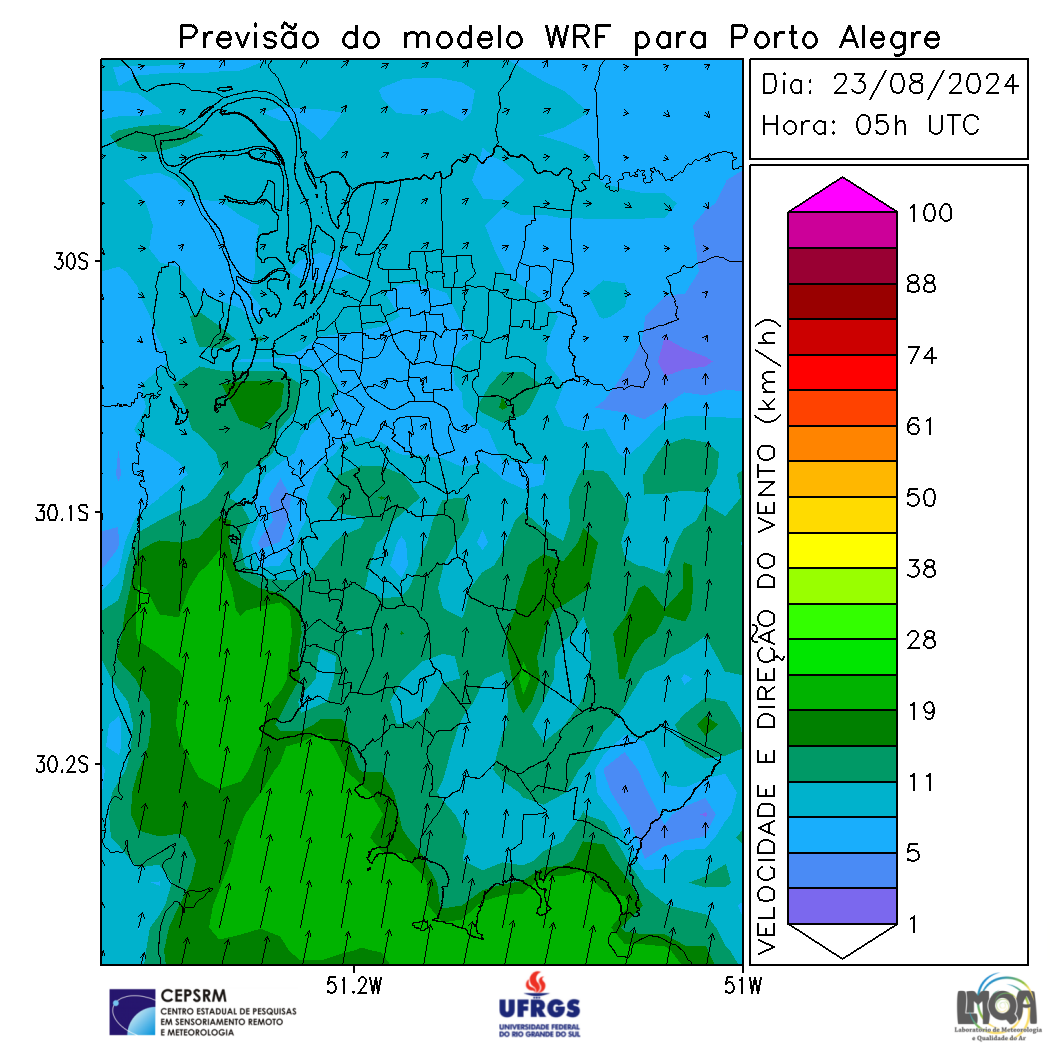 Previsão do modelo WRF para Porto Alegre
Dia: 23/08/2024
Hora: 05h UTC
30S
30.1S
30.2S
51.2W
51W
VELOCIDADE E DIREÇÃO DO VENTO (km/h)
100
88
74
61
50
38
28
19
11
5
1
CEPSRM
CENTRO ESTADUAL DE PESQUISAS
EM SENSORIAMENTO REMOTO
E METEOROLOGIA
UFRGS
UNIVERSIDADE FEDERAL
DO RIO GRANDE DO SUL
LMQA
Laboratório de Meteorologia
e Qualidade do Ar